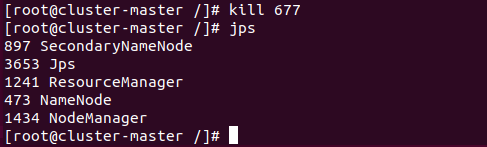 [root@cluster-master /]# kill 677
[root@cluster-master /]# jps
897 SecondaryNameNode
3653 Jps
1241 ResourceManager
473 NameNode
1434 NodeManager
[root@cluster-master /]#